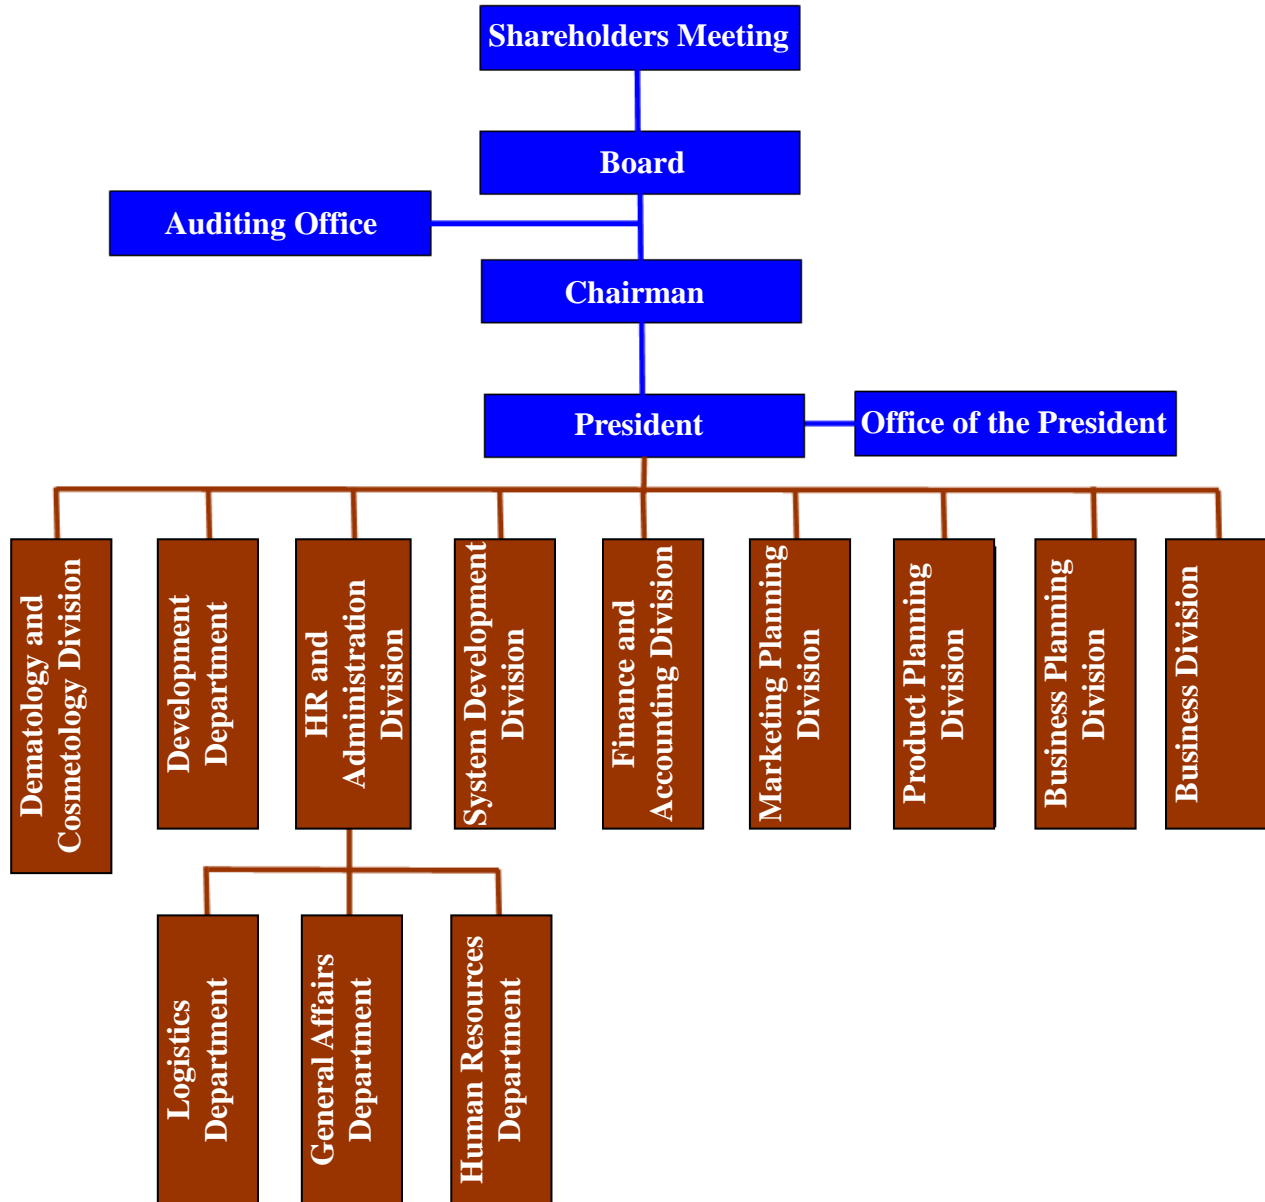 Shareholders Meeting
Board
Auditing Office
Chairman
President
Office of the President
Dematology and
Cosmetology Division
Development
Department
HR and
Administration
Division
System Development
Division
Finance and
Accounting Division
Marketing Planning
Division
Product Planning
Division
Business Planning
Division
Business Division
Logistics
Department
General Affairs
Department
Human Resources
Department